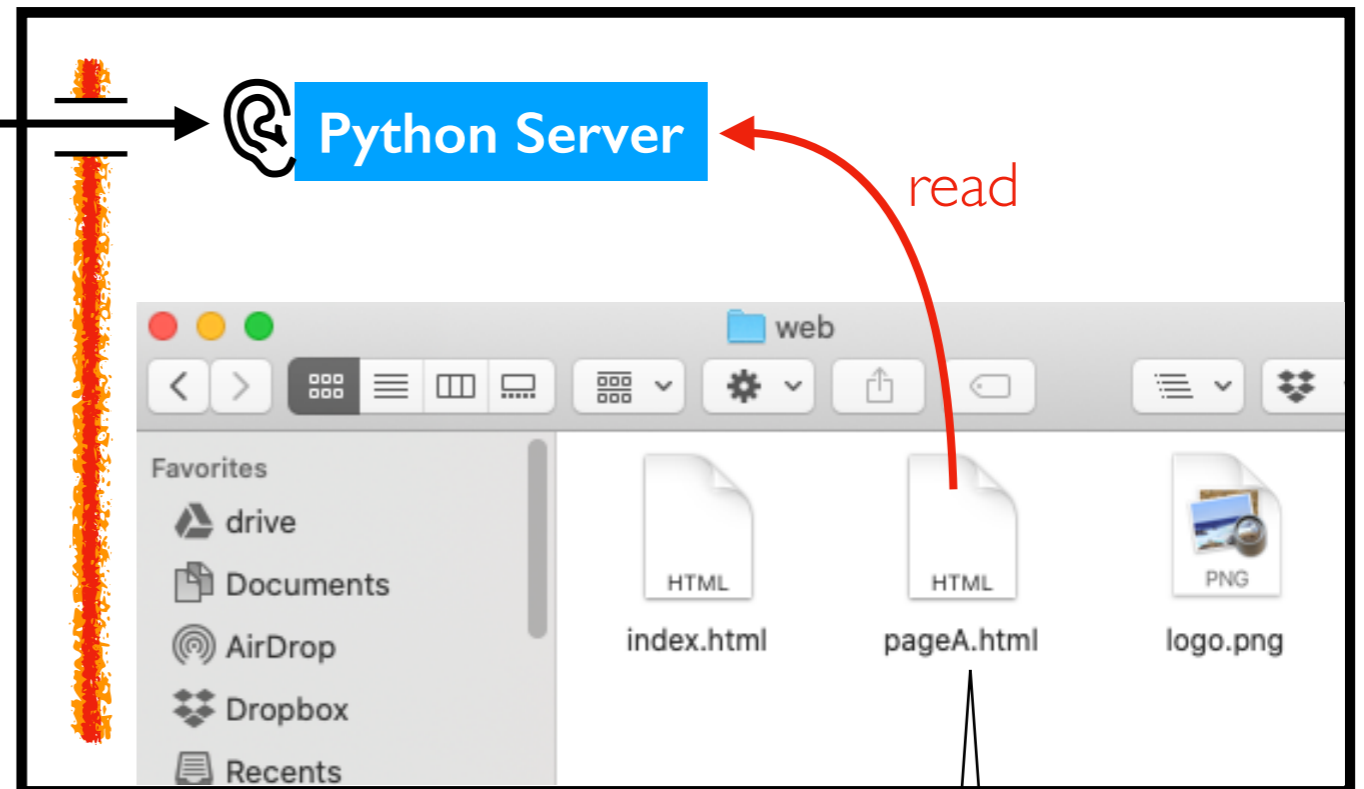 Python Server
read
web
Favorites
drive
Documents
AirDrop
Dropbox
Recents
HTML
index.html
HTML
pageA.html
PNG
logo.png